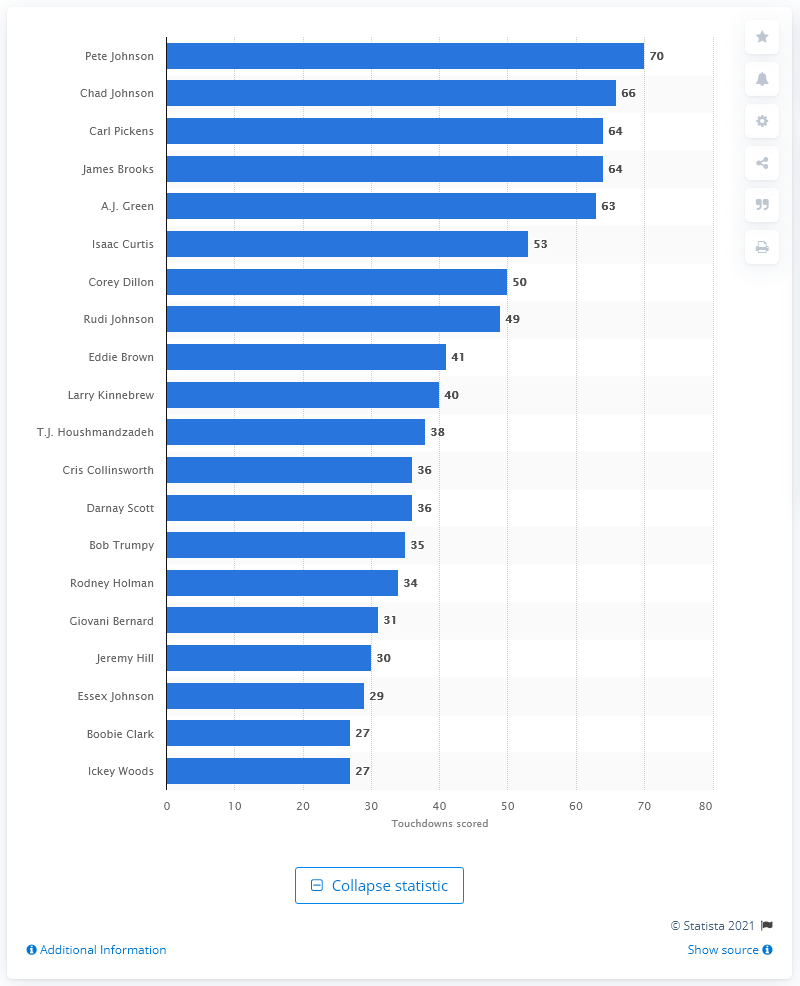 Pete Johnson 70
Chad Johnson 66
Carl Pickens 64
James Brooks 64
A.J. Green 63
Isaac Curtis 53
Corey Dillon 50
Rudi Johnson 49
Eddie Brown 41
Larry Kinnebrew 40
T.J. Houshmandzadeh 38
Cris Collinsworth 36
Darnay Scott 36
Bob Trumpy 35
Rodney Holman 34
Giovani Bernard 31
Jeremy Hill 30
Essex Johnson 29
Boobie Clark 27
Ickey Woods 27
0 10 20 30 40 50 60 70 80
Touchdowns scored
Collapse statistic
© Statista 2021
Additional Information Show source